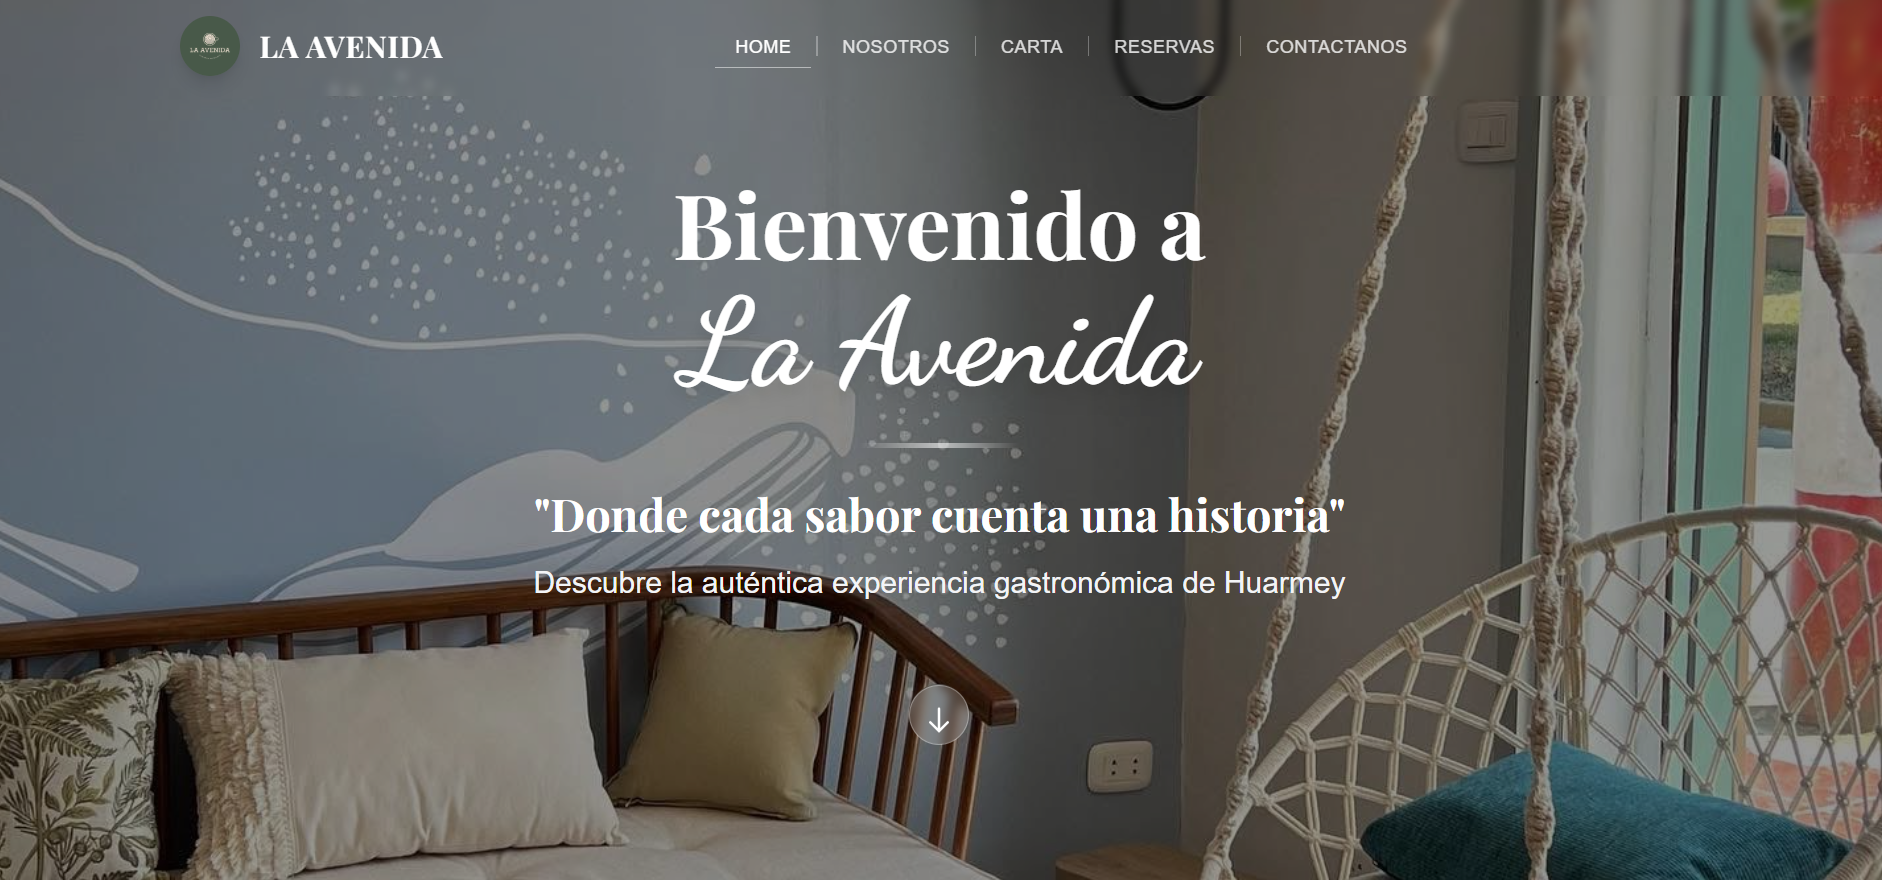 LA AVENIDA
LA AVENIDA
HOME
NOSOTROS
CARTA
RESERVAS
CONTACTANOS
Bienvenido a
La Avenida
"Donde cada sabor cuenta una historia"
Descubre la auténtica experiencia gastronómica de Huarmey